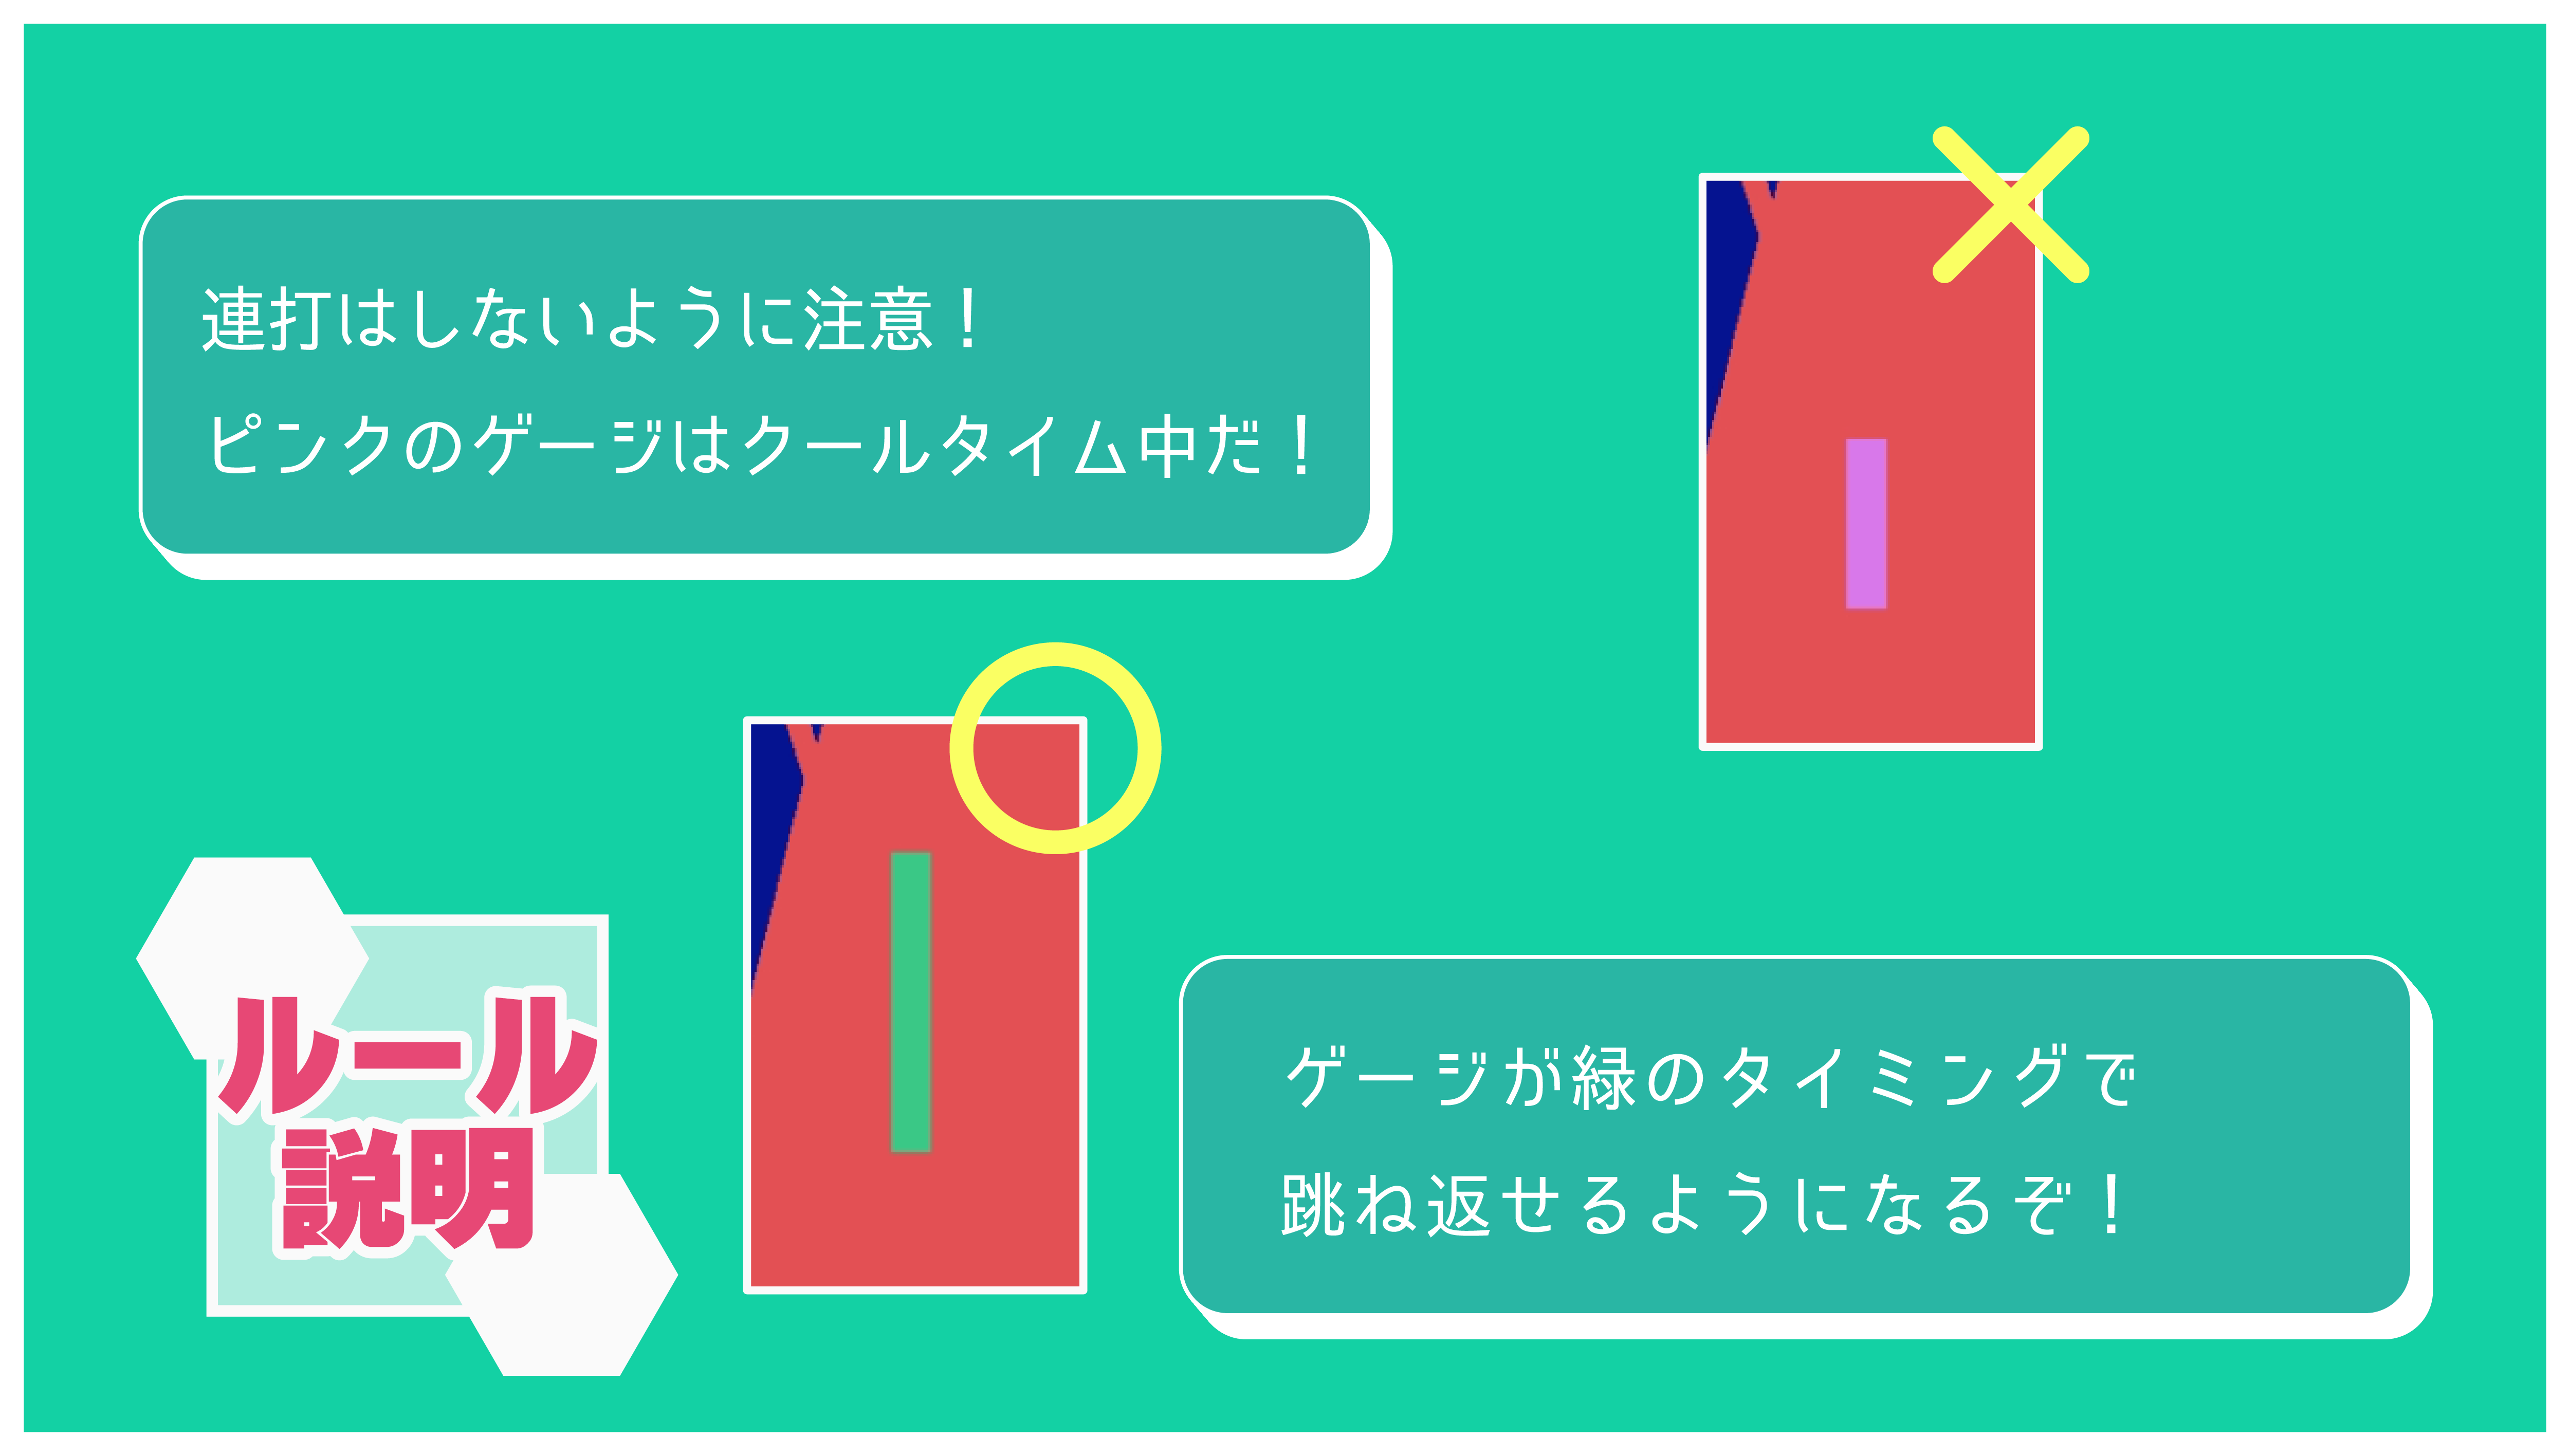 連打はしないように注意！
ピンクのゲージはクールタイム中だ！
ルール
説明
ゲージが緑のタイミングで
跳ね返せるようになるぞ！